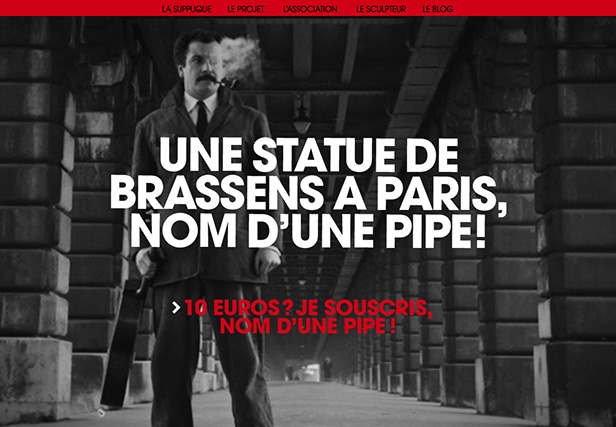 LA SUPPLIQUE LE PROJET L'ASSOCIATION LE SCULPTEUR LE BLOG
UNE STATUE DE
BRASSENS A PARIS,
NOM D'UNE PIPE!
> 10 EUROS? JE SOUSCRIS,
NOM D'UNE PIPE!